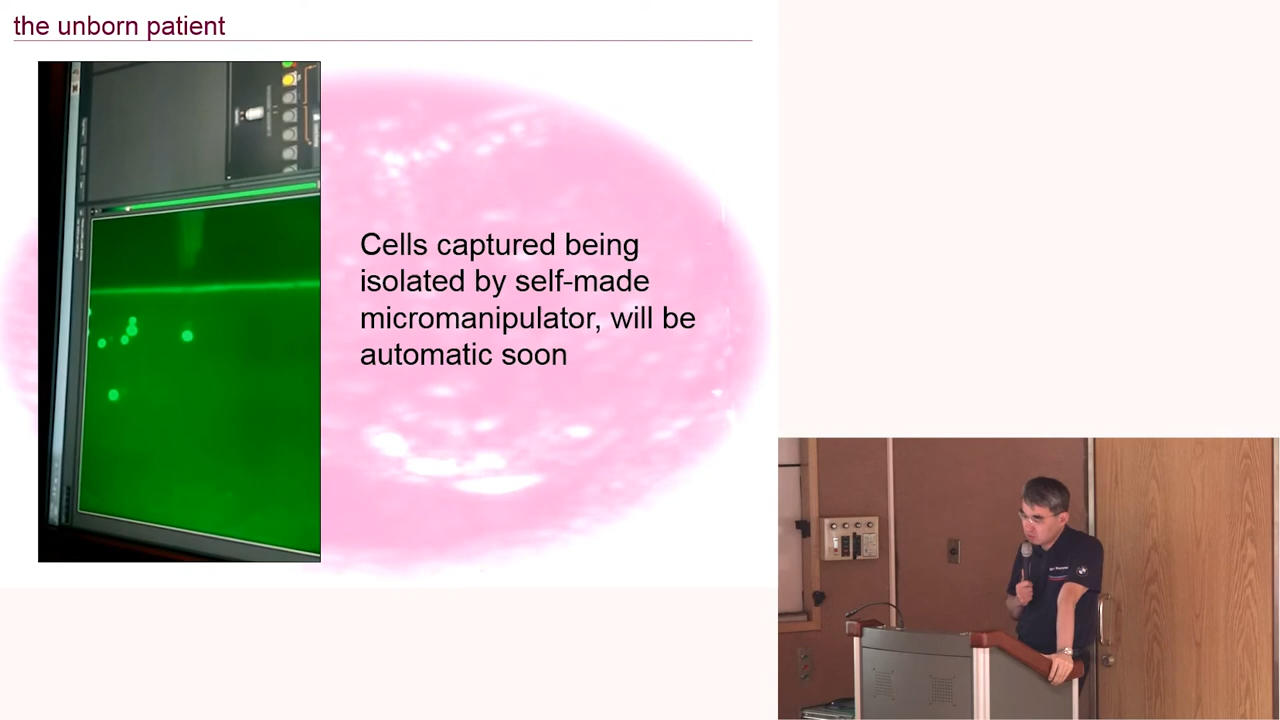 the unborn patient
Cells captured being
isolated by self-made
micromanipulator, will be
automatic soon